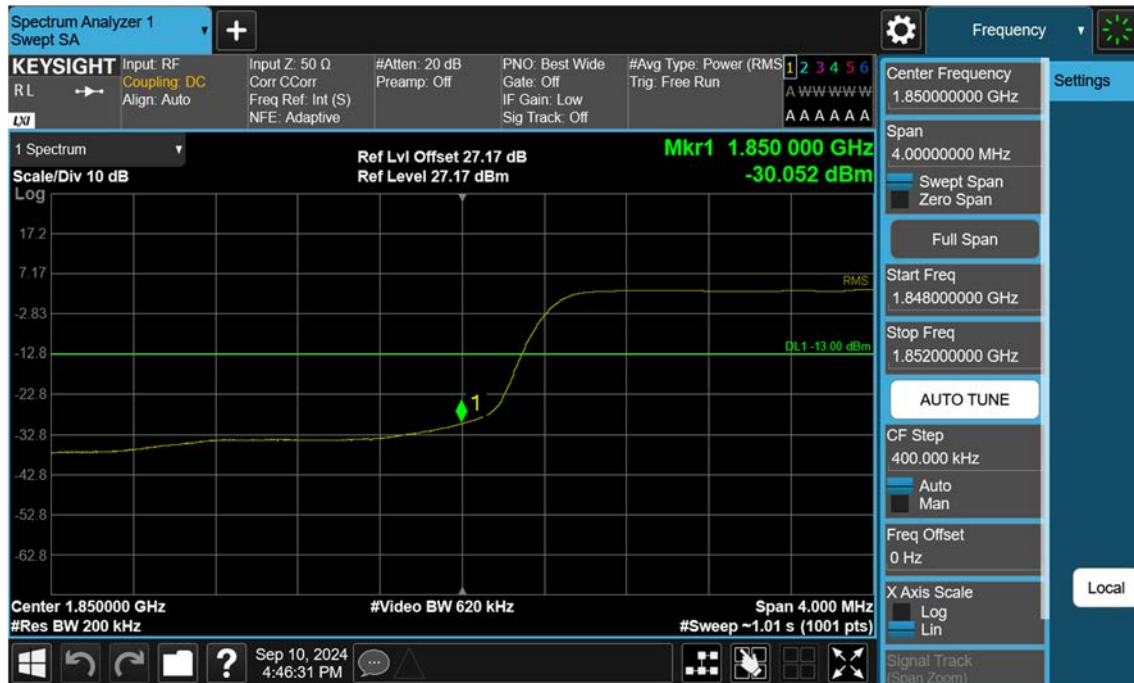 Spectrum Analyzer 1
Swept SA
Frequency
KEYSIGHT
RL
LXI
Input: RF
Coupling: DC
Align: Auto
Input Z: 50 Ω
Corr CCorr
Freq Ref: Int (S)
NFE: Adaptive
#Atten: 20 dB
Preamp: Off
PNO: Best Wide
Gate: Off
IF Gain: Low
Sig Track: Off
#Avg Type: Power (RMS
Trig: Free Run
1 2 3 4 5 6
A W W W W W
A A A A A A
1 Spectrum
Scale/Div 10 dB
Ref Lvl Offset 27.17 dB
Ref Level 27.17 dBm
Mkr1 1.850 000 GHz
-30.052 dBm
Log
17.2
7.17
-2.83
-12.8
-22.8
-32.8
-42.8
-52.8
-62.8
RMS
DL1 -13.00 dBm
1
Center 1.850000 GHz
#Res BW 200 kHz
#Video BW 620 kHz
Span 4.000 MHz
#Sweep ~1.01 s (1001 pts)
Center Frequency
1.850000000 GHz
Span
4.00000000 MHz
Swept Span
Zero Span
Full Span
Start Freq
1.848000000 GHz
Stop Freq
1.852000000 GHz
AUTO TUNE
CF Step
400.000 kHz
Auto
Man
Freq Offset
0 Hz
X Axis Scale
Log
Lin
Signal Track
(Span Zoom)
Settings
Local
?
Sep 10, 2024
4:46:31 PM